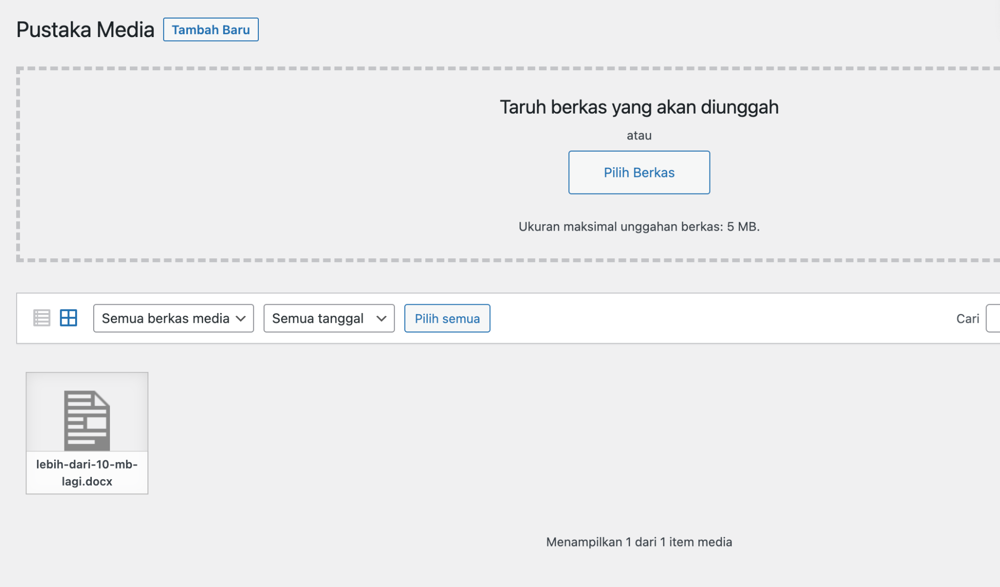 Pustaka Media Tambah Baru
Taruh berkas yang akan diunggah
atau
Pilih Berkas
Ukuran maksimal unggahan berkas: 5 MB.
Semua berkas media Semua tanggal Pilih semua Cari
lebih-dari-10-mb-
lagi.docx
Menampilkan 1 dari 1 item media